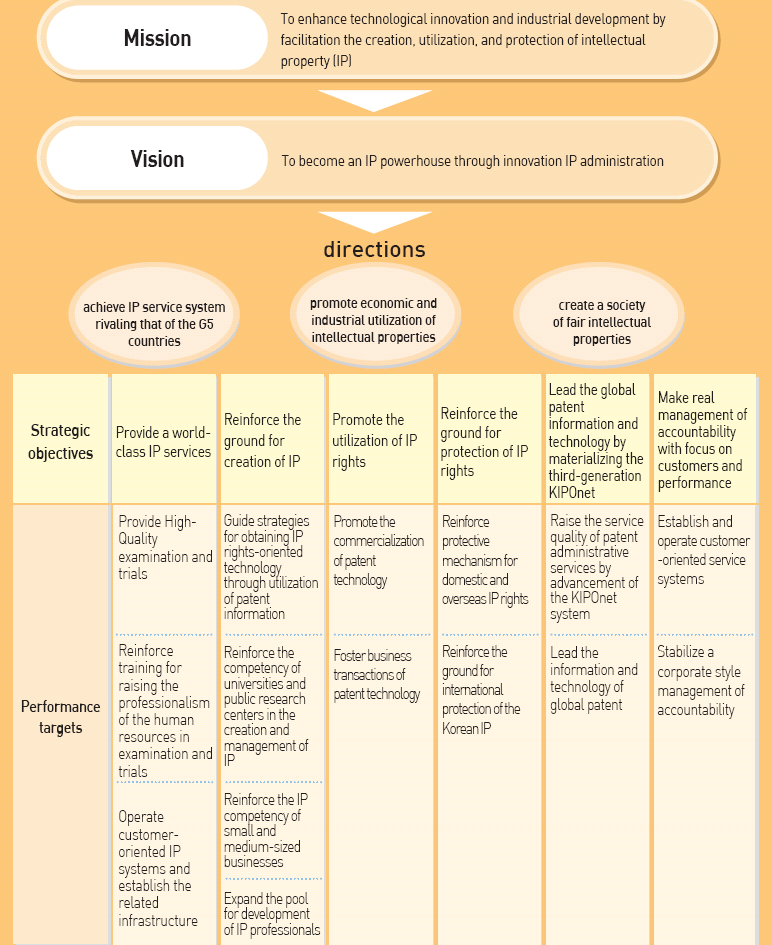 Mission
To enhance technological innovation and industrial development by
facilitation the creation, utilization, and protection of intellectual
property (IP)
Vision
To become an IP powerhouse through innovation IP administration
directions
achieve IP service system
rivaling that of the G5
countries
promote economic and
industrial utilization of
intellectual properties
create a society
of fair intellectual
properties
Strategic
objectives
Provide a world-
class IP services
Reinforce the
ground for
creation of IP
Promote the
utilization of IP
rights
Reinforce the
ground for
protection of IP
rights
Lead the global
patent
information and
technology by
materializing the
third-generation
KIPOnet
Make real
management of
accountability
with focus on
customers and
performance
Performance
targets
Provide High-
Quality
examination and
trials
Reinforce
training for
raising the
professionalism
of the human
resources in
examination and
trials
Operate
customer-
oriented IP
systems and
establish the
related
infrastructure
Guide strategies
for obtaining IP
rights-oriented
technology
through utilization
of patent
information
Reinforce the
competency of
universities and
public research
centers in the
creation and
management of
IP
Reinforce the IP
competency of
small and
medium-sized
businesses
Expand the pool
for development
of IP professionals
Promote the
commercialization
of patent
technology
Foster business
transactions of
patent technology
Reinforce
protective
mechanism for
domestic and
overseas IP rights
Reinforce the
ground for
international
protection of the
Korean IP
Raise the service
quality of patent
administrative
services by
advancement of
the KIPOnet
system
Lead the
information and
technology of
global patent
Establish and
operate customer
-oriented service
systems
Stabilize a
corporate style
management of
accountability